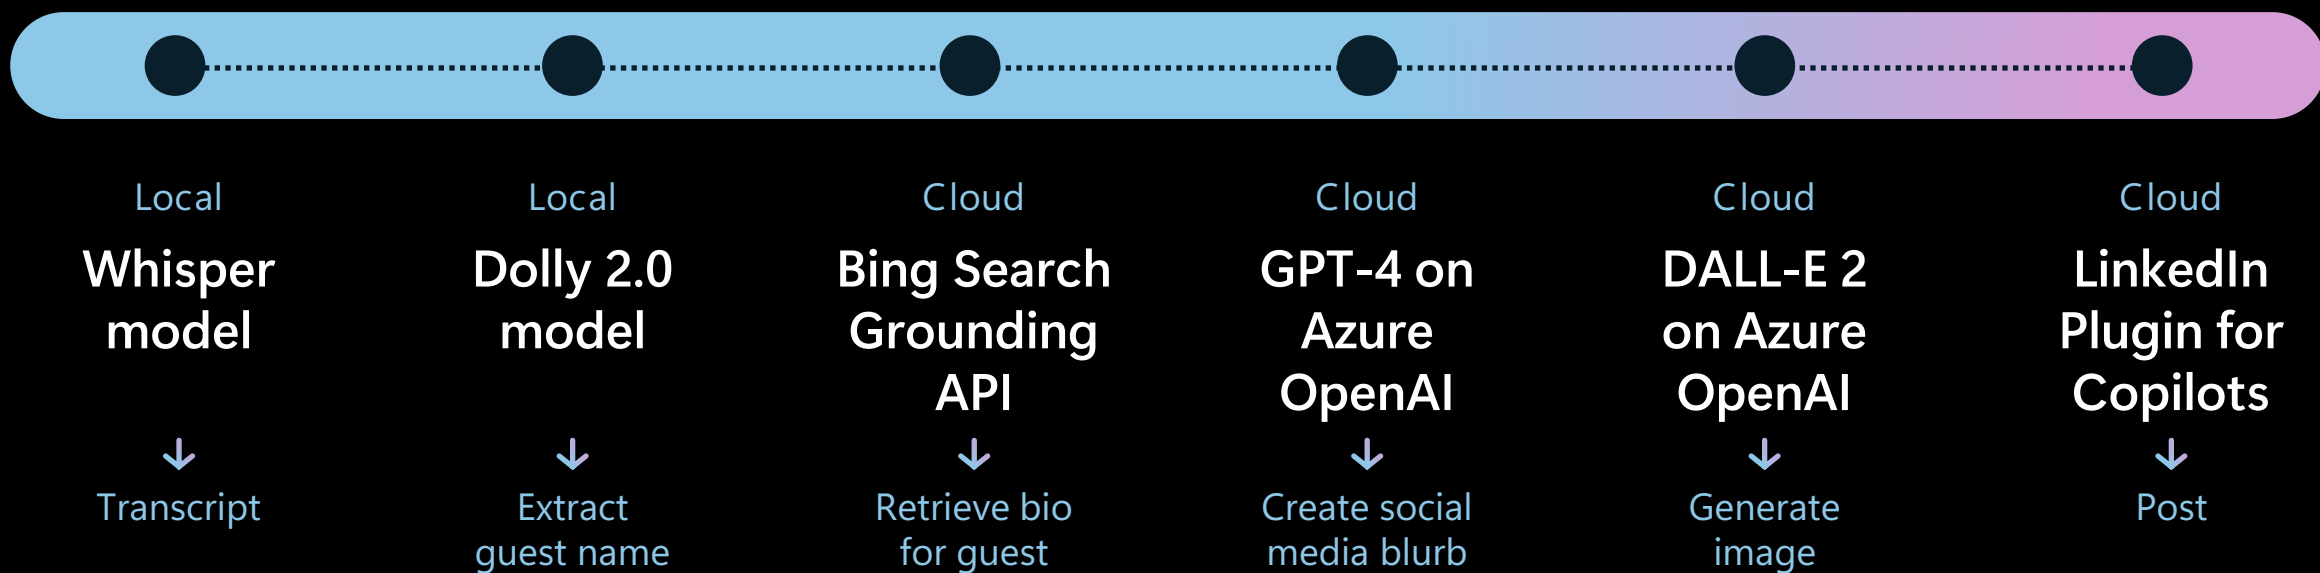 Local
Whisper
model
Transcript
Local
Dolly 2.0
model
Extract
guest name
Cloud
Bing Search
Grounding
API
Retrieve bio
for guest
Cloud
GPT-4 on
Azure
OpenAI
Create social
media blurb
Cloud
DALL-E 2
on Azure
OpenAI
Generate
image
Cloud
LinkedIn
Plugin for
Copilots
Post